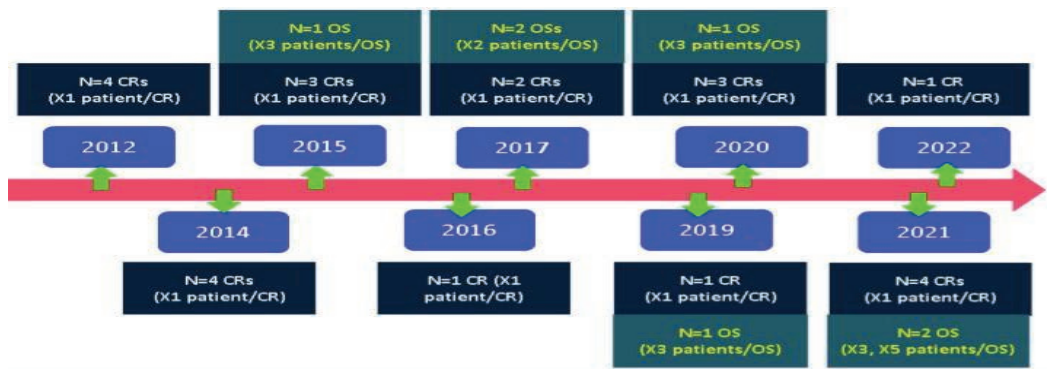 N=1 OS
(X3 patients/OS)
N=2 OSs
(X2 patients/OS)
N=1 OS
(X3 patients/OS)
N=4 CRs
(X1 patient/CR)
N=3 CRs
(X1 patient/CR)
N=2 CRs
(X1 patient/CR)
N=3 CRs
(X1 patient/CR)
N=1 CR
(X1 patient/CR)
2012
2015
2017
2020
2022
2014
2016
2019
2021
N=4 CRs
(X1 patient/CR)
N=1 CR (X1
patient/CR)
N=1 CR
(X1 patient/CR)
N=4 CRs
(X1 patient/CR)
N=1 OS
(X3 patients/OS)
N=2 OS
(X3, X5 patients/OS)